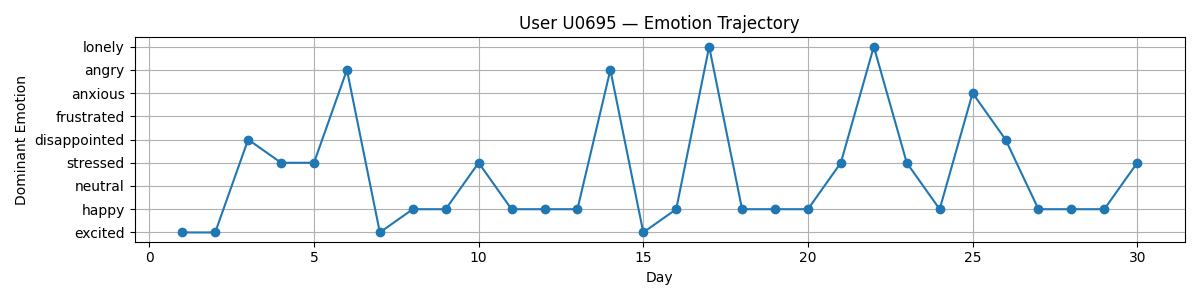 User U0695 — Emotion Trajectory
Dominant Emotion
lonely
angry
anxious
frustrated
disappointed
stressed
neutral
happy
excited
0 5 10 15 20 25 30
Day